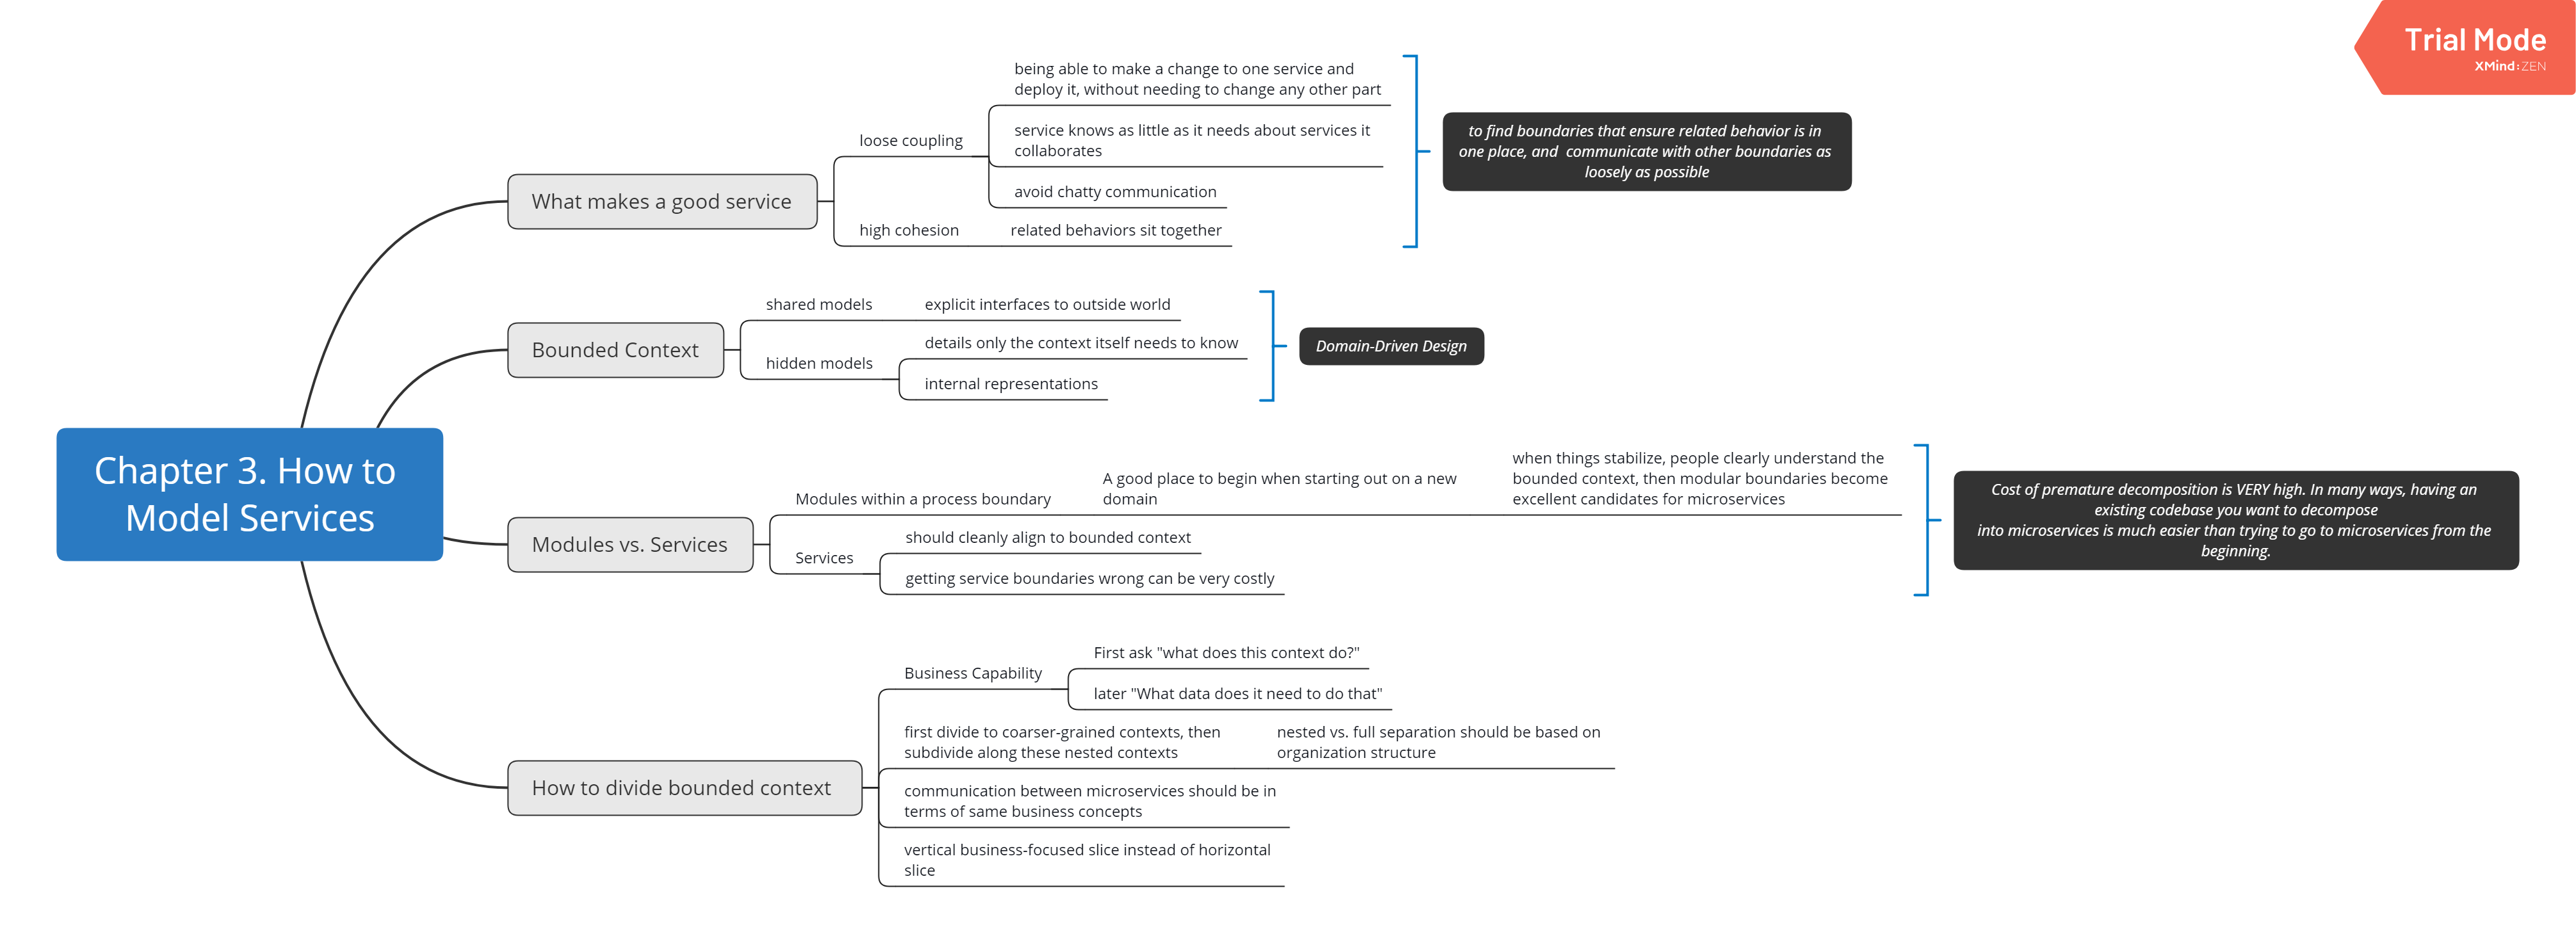 Trial Mode
XMind:ZEN
Chapter 3. How to
Model Services
What makes a good service
loose coupling
being able to make a change to one service and
deploy it, without needing to change any other part
service knows as little as it needs about services it
collaborates
avoid chatty communication
high cohesion
related behaviors sit together
to find boundaries that ensure related behavior is in
one place, and communicate with other boundaries as
loosely as possible
Bounded Context
shared models
explicit interfaces to outside world
hidden models
details only the context itself needs to know
internal representations
Domain-Driven Design
Modules vs. Services
Modules within a process boundary
A good place to begin when starting out on a new
domain
when things stabilize, people clearly understand the
bounded context, then modular boundaries become
excellent candidates for microservices
Services
should cleanly align to bounded context
getting service boundaries wrong can be very costly
Cost of premature decomposition is VERY high. In many ways, having an
existing codebase you want to decompose
into microservices is much easier than trying to go to microservices from the
beginning.
How to divide bounded context
Business Capability
First ask "what does this context do?"
later "What data does it need to do that"
first divide to coarser-grained contexts, then
subdivide along these nested contexts
nested vs. full separation should be based on
organization structure
communication between microservices should be in
terms of same business concepts
vertical business-focused slice instead of horizontal
slice